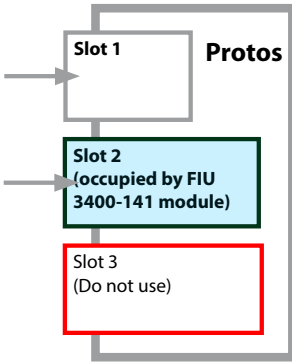 Slot 1
Protos
Slot 2
(occupied by FIU
3400-141 module)
Slot 3
(Do not use)